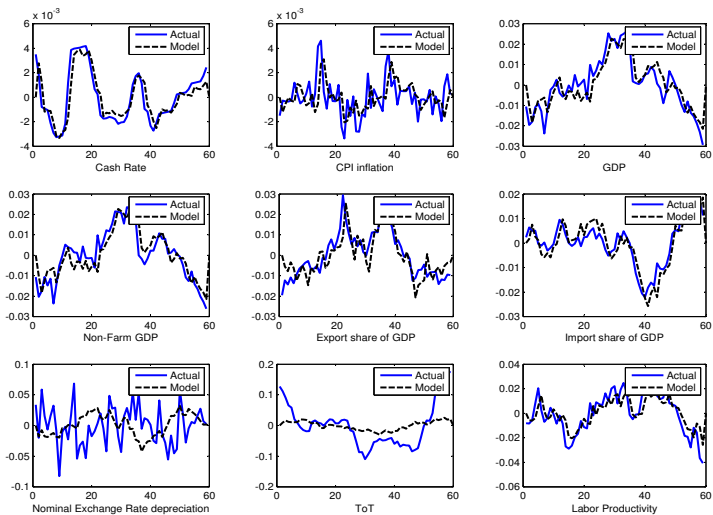 x 10⁻³ x 10⁻³
6 6 0.03
4 Actual 4 Actual 0.02 Actual
Model Model Model
2 2 0.01
0 0 0
-0.01
-2 -2 -0.02
-4 -4 -0.03
0 20 40 60 0 20 40 60 0 20 40 60
Cash Rate CPI inflation GDP
0.03 0.03 0.02
0.02 Actual 0.02 Actual Actual
Model Model Model
0.01 0.01 0.01
0 0 0
-0.01 -0.01 -0.01
-0.02 -0.02 -0.02
-0.03 -0.03 -0.03
0 20 40 60 0 20 40 60 0 20 40 60
Non-Farm GDP Export share of GDP Import share of GDP
0.1 0.2 0.04
Actual Actual Actual
Model Model Model
0.05 0.1 0.02
0 0 0
-0.02
-0.05 -0.1 -0.04
-0.1 -0.2 -0.06
0 20 40 60 0 20 40 60 0 20 40 60
Nominal Exchange Rate depreciation ToT Labor Productivity